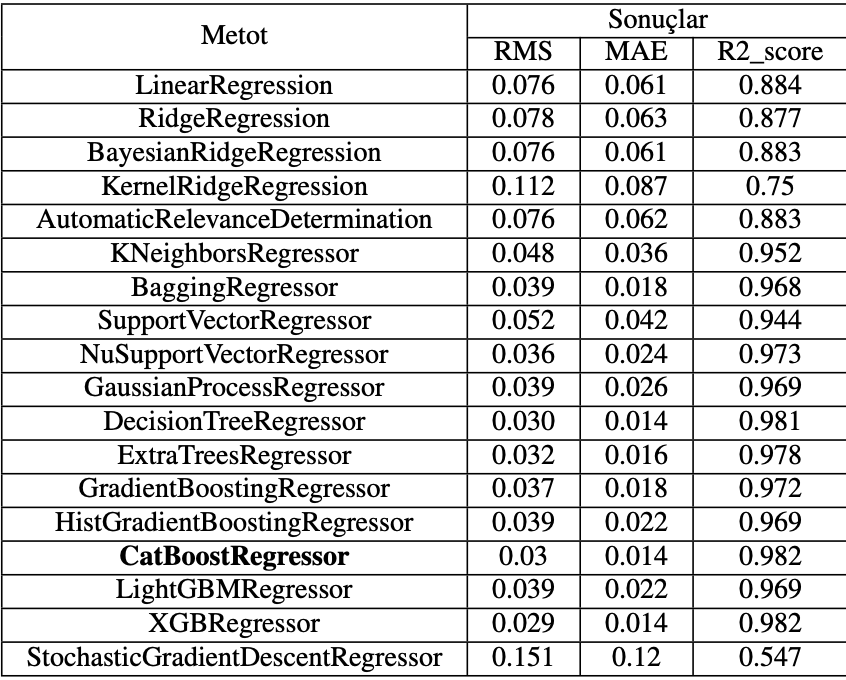 Metot Sonuçlar
RMS MAE R2_score
LinearRegression 0.076 0.061 0.884
RidgeRegression 0.078 0.063 0.877
BayesianRidgeRegression 0.076 0.061 0.883
KernelRidgeRegression 0.112 0.087 0.75
AutomaticRelevanceDetermination 0.076 0.062 0.883
KNeighborsRegressor 0.048 0.036 0.952
BaggingRegressor 0.039 0.018 0.968
SupportVectorRegressor 0.052 0.042 0.944
NuSupportVectorRegressor 0.036 0.024 0.973
GaussianProcessRegressor 0.039 0.026 0.969
DecisionTreeRegressor 0.030 0.014 0.981
ExtraTreesRegressor 0.032 0.016 0.978
GradientBoostingRegressor 0.037 0.018 0.972
HistGradientBoostingRegressor 0.039 0.022 0.969
CatBoostRegressor 0.03 0.014 0.982
LightGBMRegressor 0.039 0.022 0.969
XGBRegressor 0.029 0.014 0.982
StochasticGradientDescentRegressor 0.151 0.12 0.547